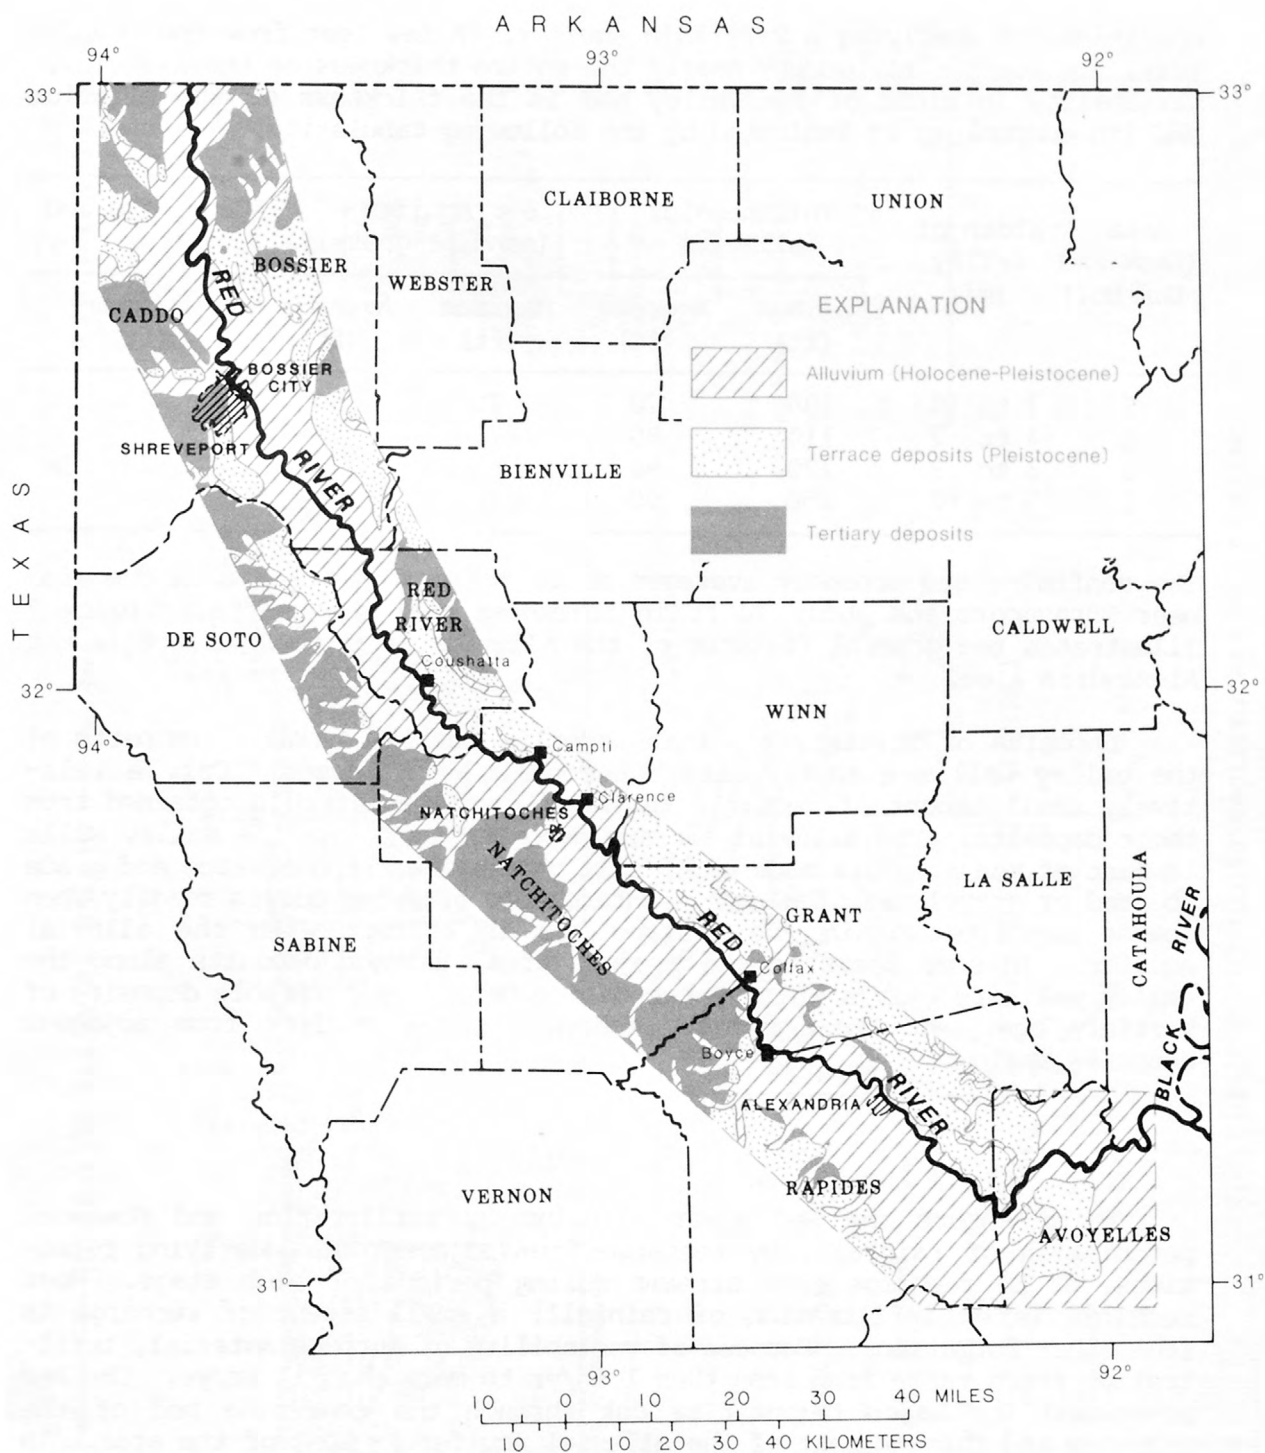 ARKANSAS
94°
93°
92°
33°
33°
CLAIBORNE
UNION
BOSSIER
WEBSTER
RED
EXPLANATION
CADDO
BOSSIER
CITY
Alluvium (Holocene-Pleistocene)
SHREVEPORT
RIVER
BIENVILLE
Terrace deposits (Pleistocene)
Tertiary deposits
TEXAS
RED
RIVER
DE SOTO
CALDWELL
Coushatta
32°
32°
WINN
94°
Campti
Clarence
NATCHITOCHES
NATCHITOCHES
LA SALLE
CATAHOULA
RIVER
GRANT
RED
SABINE
Colfax
Boyce
BLACK
RIVER
ALEXANDRIA
RAPIDES
VERNON
AVOYELLES
31°
31°
93°
92°
10 0 10 20 30 40 MILES
10 0 10 20 30 40 KILOMETERS